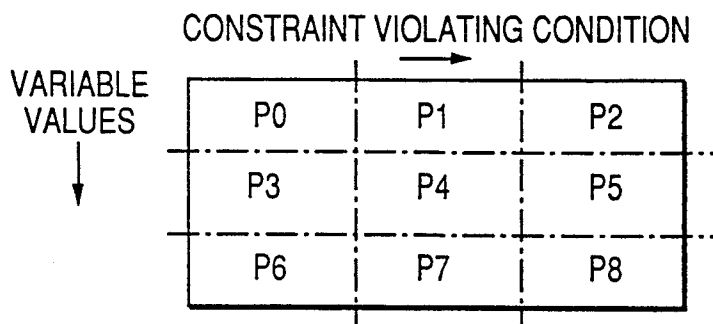 CONSTRAINT VIOLATING CONDITION
VARIABLE
VALUES
P0 P1 P2
P3 P4 P5
P6 P7 P8